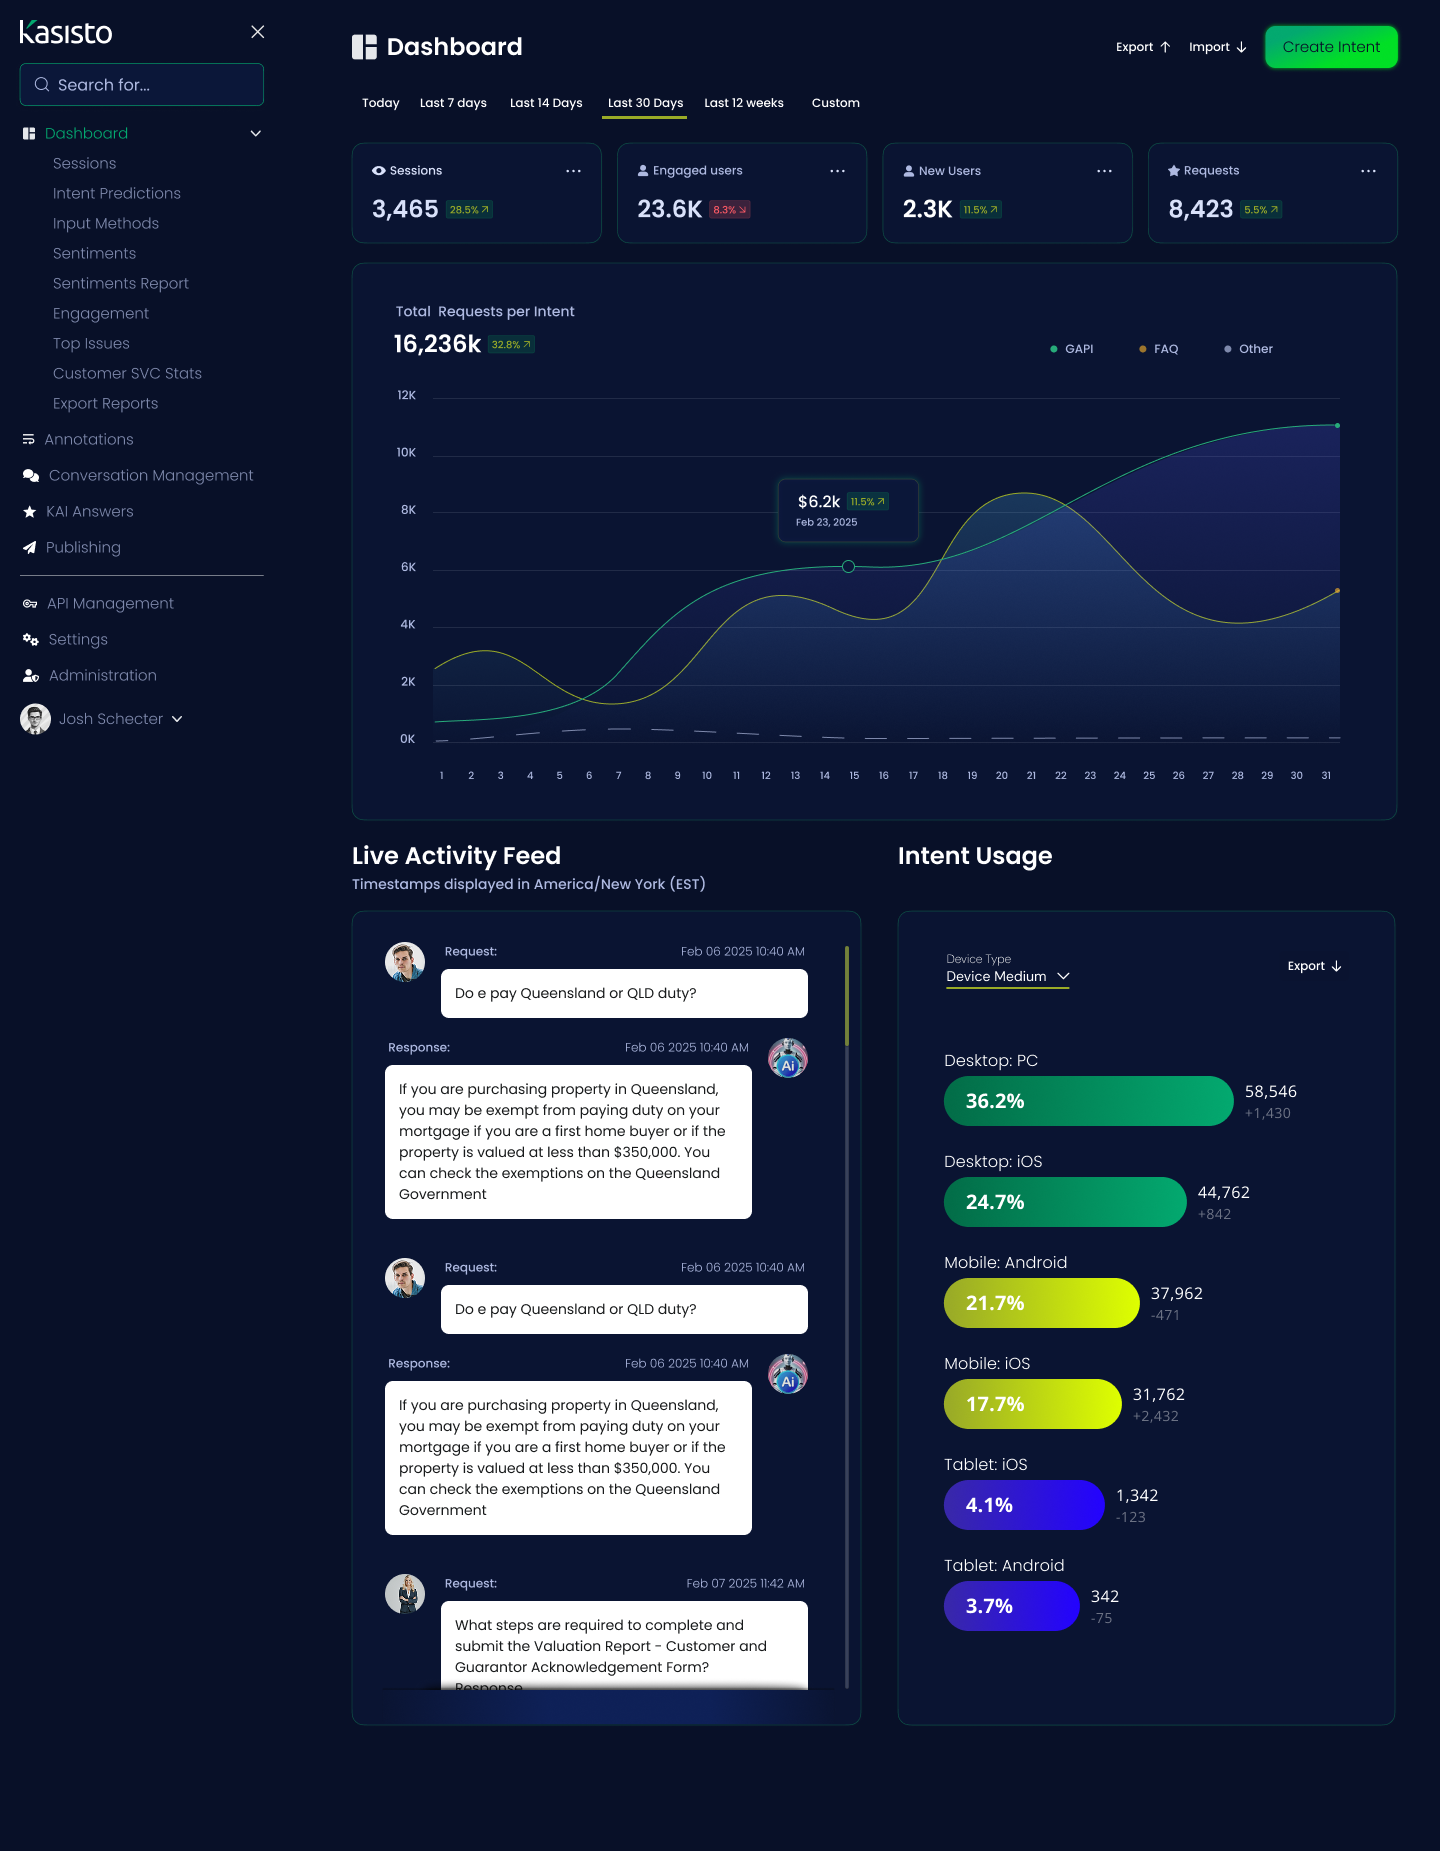 Kasisto
Search for...
Dashboard
Sessions
Intent Predictions
Input Methods
Sentiments
Sentiments Report
Engagement
Top Issues
Customer SVC Stats
Export Reports
Annotations
Conversation Management
KAI Answers
Publishing
API Management
Settings
Administration
Josh Schecter
Dashboard
Export
Import
Create Intent
Today
Last 7 days
Last 14 Days
Last 30 Days
Last 12 weeks
Custom
Sessions
3,465 28.5%
Engaged users
23.6K 8.3%
New Users
2.3K 11.5%
Requests
8,423 5.5%
Total Requests per Intent
16,236k 32.8%
GAPI
FAQ
Other
12K
10K
8K
6K
4K
2K
0K
$6.2k 11.5%
Feb 23, 2025
1 2 3 4 5 6 7 8 9 10 11 12 13 14 15 16 17 18 19 20 21 22 23 24 25 26 27 28 29 30 31
Live Activity Feed
Timestamps displayed in America/New York (EST)
Request: Feb 06 2025 10:40 AM
Do e pay Queensland or QLD duty?
Response: Feb 06 2025 10:40 AM
Ai
If you are purchasing property in Queensland,
you may be exempt from paying duty on your
mortgage if you are a first home buyer or if the
property is valued at less than $350,000. You
can check the exemptions on the Queensland
Government
Request: Feb 06 2025 10:40 AM
Do e pay Queensland or QLD duty?
Response: Feb 06 2025 10:40 AM
Ai
If you are purchasing property in Queensland,
you may be exempt from paying duty on your
mortgage if you are a first home buyer or if the
property is valued at less than $350,000. You
can check the exemptions on the Queensland
Government
Request: Feb 07 2025 11:42 AM
What steps are required to complete and
submit the Valuation Report - Customer and
Guarantor Acknowledgement Form?
Response
Intent Usage
Device Type
Device Medium
Export
Desktop: PC
36.2%
58,546
+1,430
Desktop: iOS
24.7%
44,762
+842
Mobile: Android
21.7%
37,962
-471
Mobile: iOS
17.7%
31,762
+2,432
Tablet: iOS
4.1%
1,342
-123
Tablet: Android
3.7%
342
-75